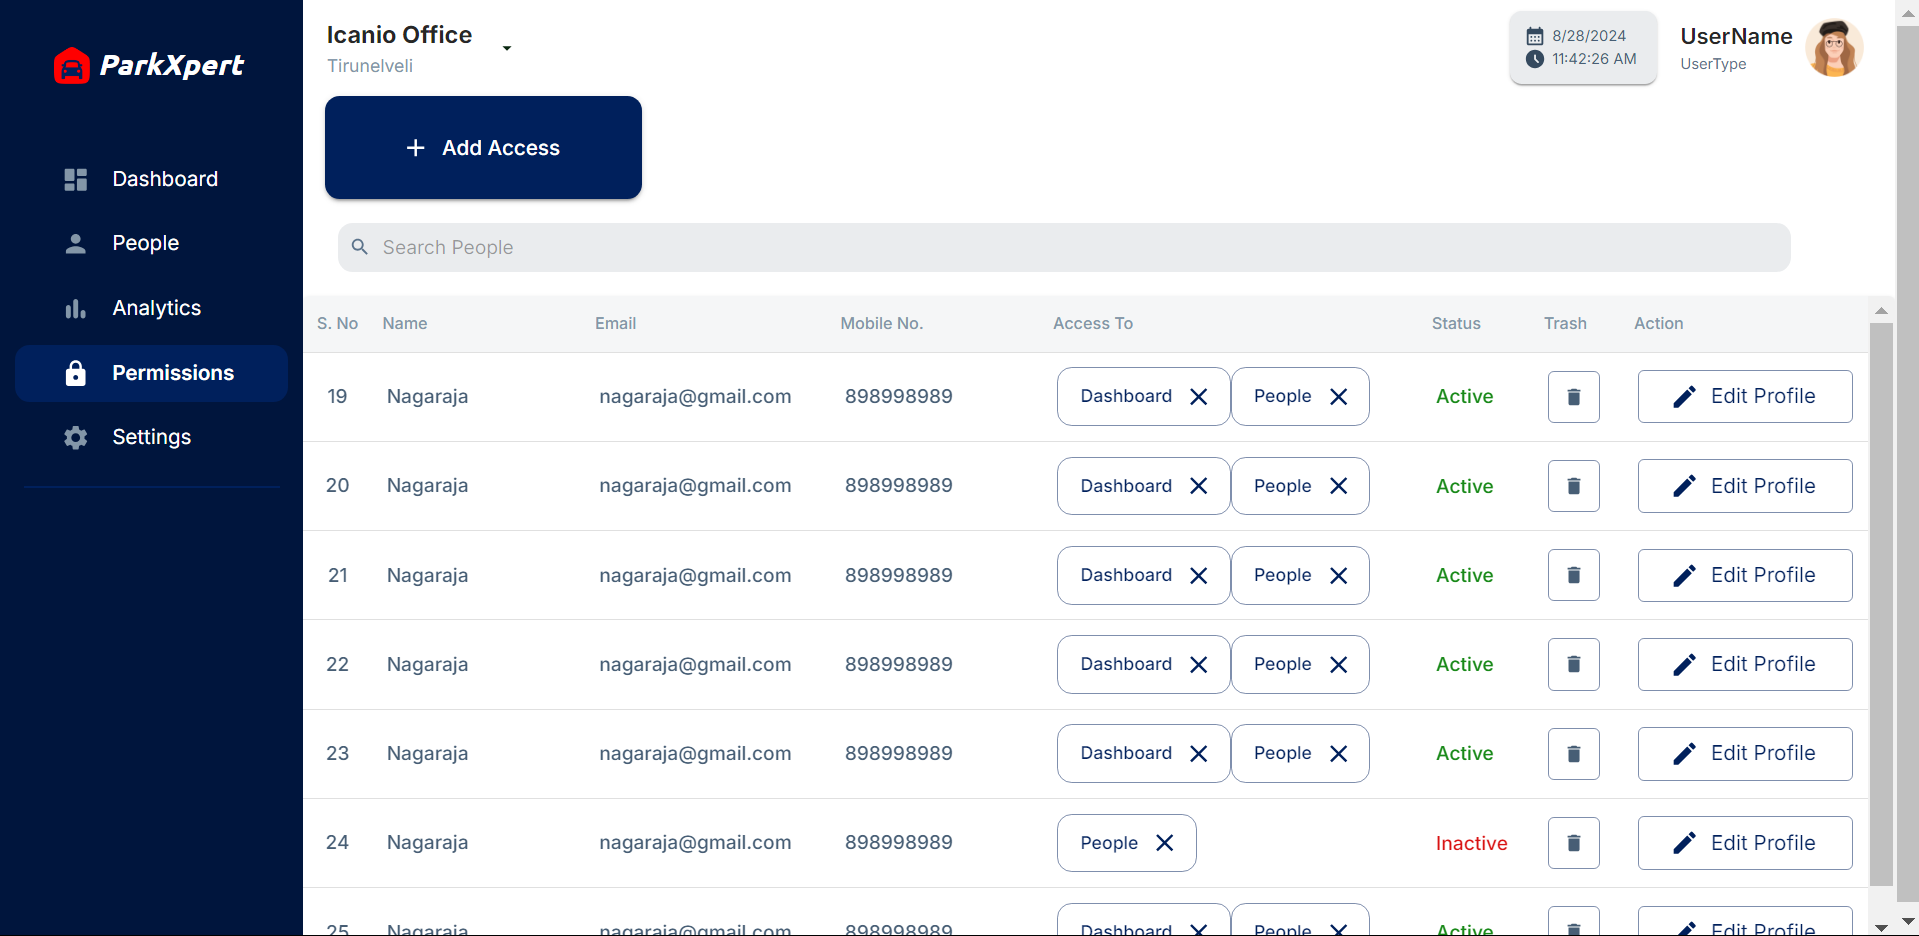 ParkXpert
Dashboard
People
Analytics
Permissions
Settings
Icanio Office
Tirunelveli
8/28/2024
11:42:26 AM
UserName
UserType
+ Add Access
Search People
S. No Name Email Mobile No. Access To Status Trash Action
19 Nagaraja nagaraja@gmail.com 898998989 Dashboard People Active Edit Profile
20 Nagaraja nagaraja@gmail.com 898998989 Dashboard People Active Edit Profile
21 Nagaraja nagaraja@gmail.com 898998989 Dashboard People Active Edit Profile
22 Nagaraja nagaraja@gmail.com 898998989 Dashboard People Active Edit Profile
23 Nagaraja nagaraja@gmail.com 898998989 Dashboard People Active Edit Profile
24 Nagaraja nagaraja@gmail.com 898998989 People Inactive Edit Profile
25 Nagaraja nagaraja@gmail.com 898998989 Dashboard People Active Edit Profile